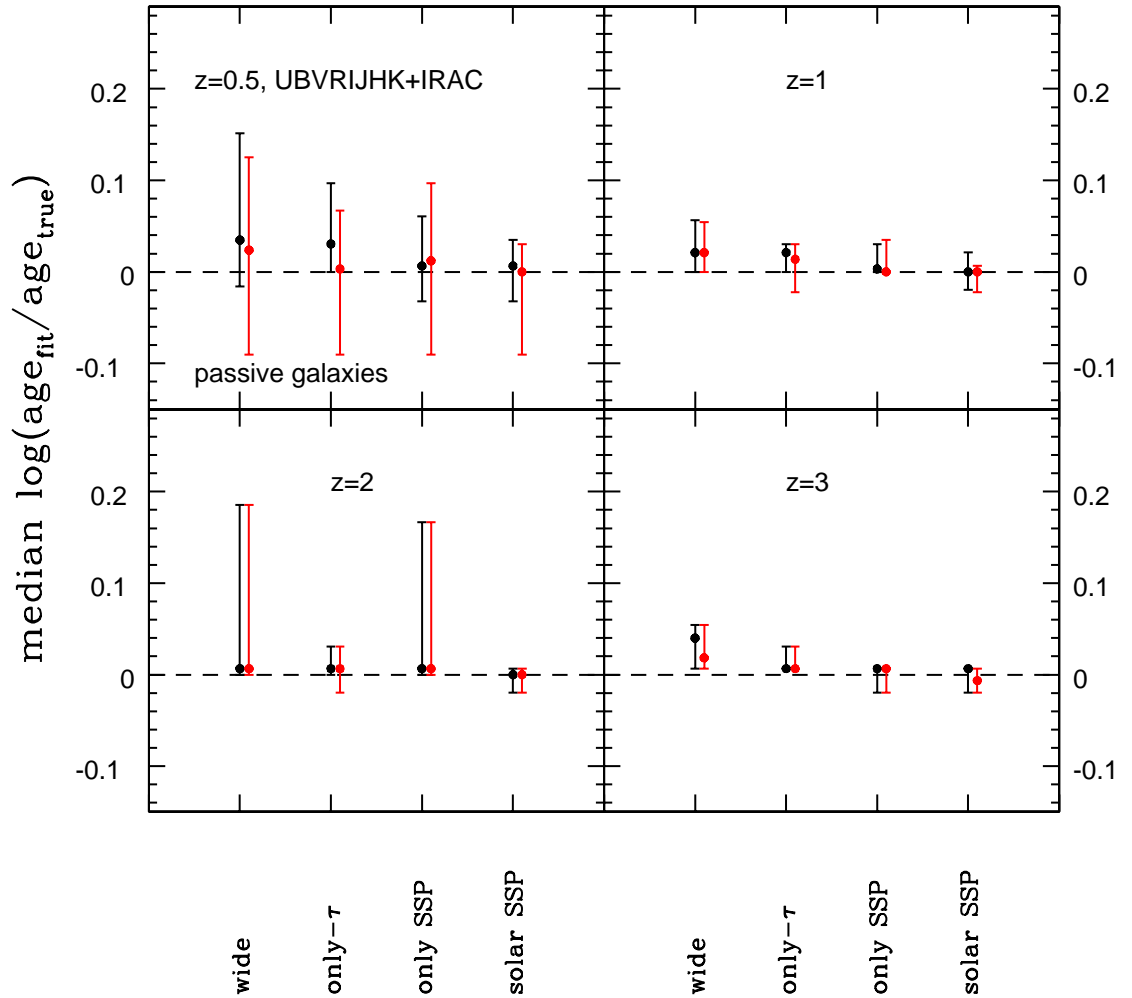 z=0.5, UBVRIJHK+IRAC
z=1
0.2
0.2
0.1
0.1
0
0
-0.1
-0.1
passive galaxies
median log(age_fit/age_true)
z=2
z=3
0.2
0.2
0.1
0.1
0
0
-0.1
-0.1
wide
only-τ
only SSP
solar SSP
wide
only-τ
only SSP
solar SSP